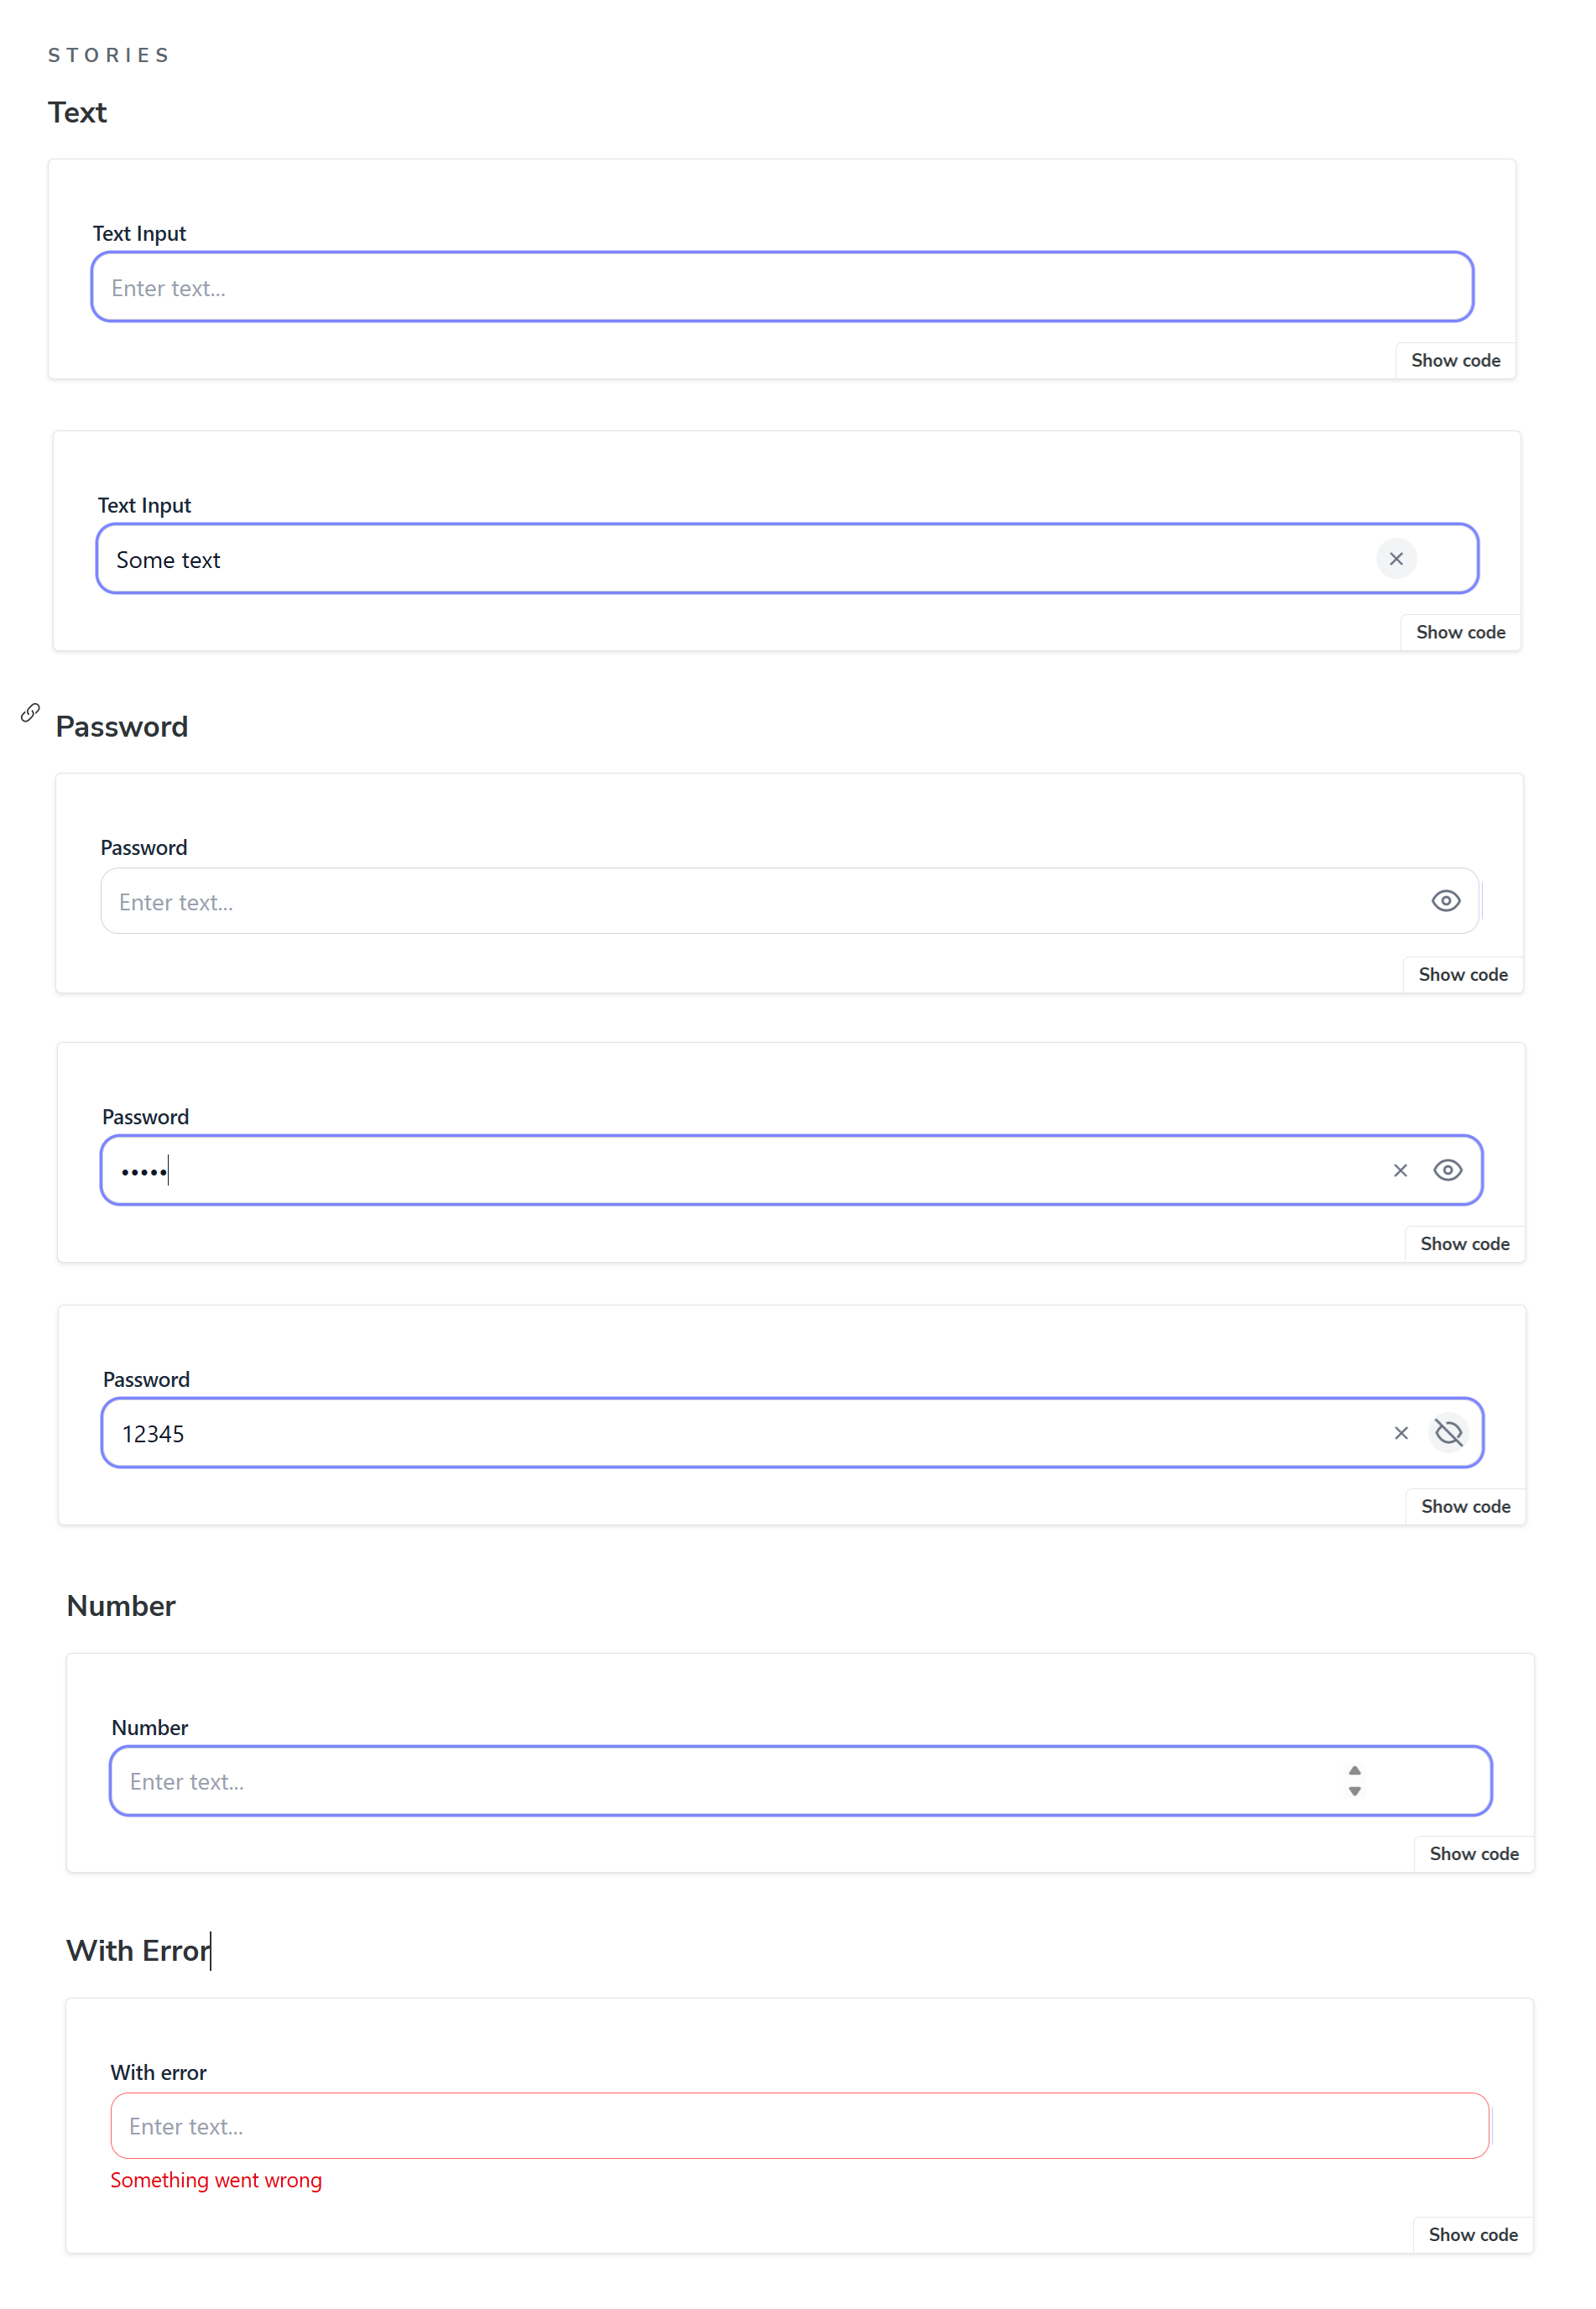 STORIES
Text
Text Input
Enter text...
Show code
Text Input
Some text
Show code
Password
Password
Enter text...
Show code
Password
•••••
Show code
Password
12345
Show code
Number
Number
Enter text...
Show code
With Error
With error
Enter text...
Something went wrong
Show code